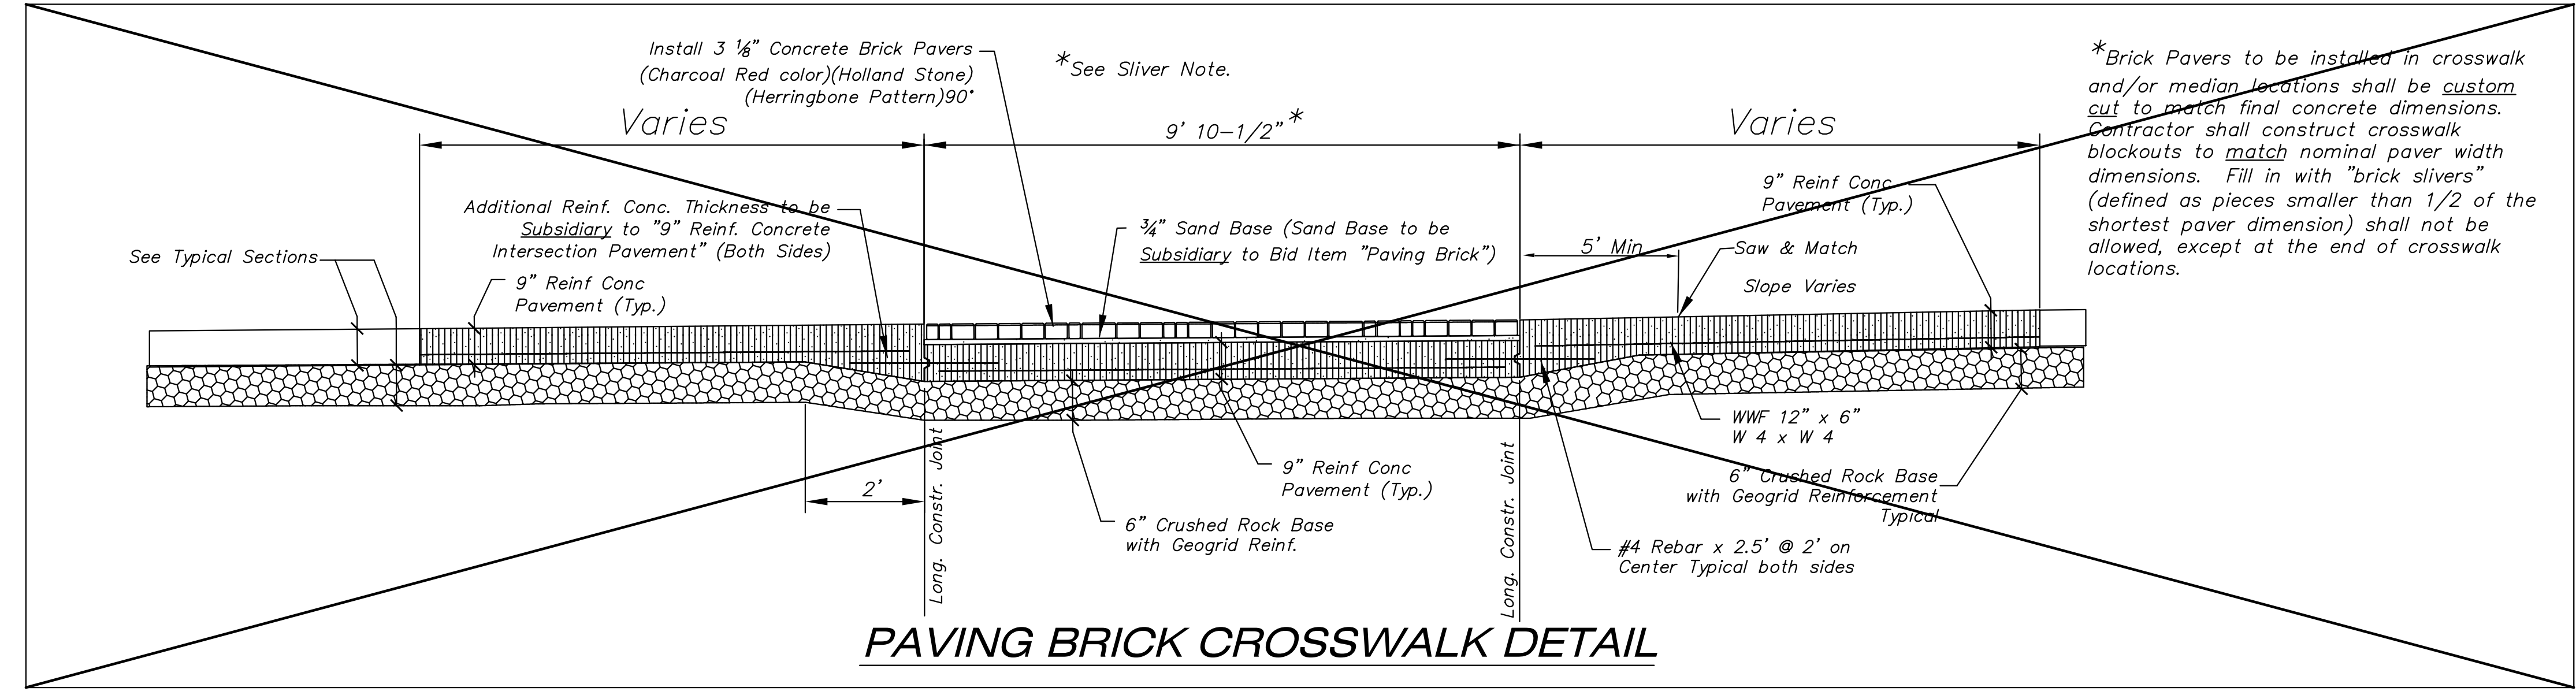 Install 3 ⅛" Concrete Brick Pavers
(Charcoal Red color)(Holland Stone)
(Herringbone Pattern)90°
*See Sliver Note.
*Brick Pavers to be installed in crosswalk
and/or median locations shall be custom
cut to match final concrete dimensions.
Contractor shall construct crosswalk
blockouts to match nominal paver width
dimensions. Fill in with "brick slivers"
(defined as pieces smaller than 1/2 of the
shortest paver dimension) shall not be
allowed, except at the end of crosswalk
locations.
Varies
9' 10-1/2"*
Varies
Additional Reinf. Conc. Thickness to be
Subsidiary to "9" Reinf. Concrete
Intersection Pavement" (Both Sides)
¾" Sand Base (Sand Base to be
Subsidiary to Bid Item "Paving Brick")
9" Reinf Conc
Pavement (Typ.)
5' Min
Saw & Match
Slope Varies
See Typical Sections
9" Reinf Conc
Pavement (Typ.)
WWF 12" x 6"
W 4 x W 4
9" Reinf Conc
Pavement (Typ.)
6" Crushed Rock Base
with Geogrid Reinforcement
Typical
2'
Long. Constr. Joint
6" Crushed Rock Base
with Geogrid Reinf.
Long. Constr. Joint
#4 Rebar x 2.5' @ 2' on
Center Typical both sides
PAVING BRICK CROSSWALK DETAIL